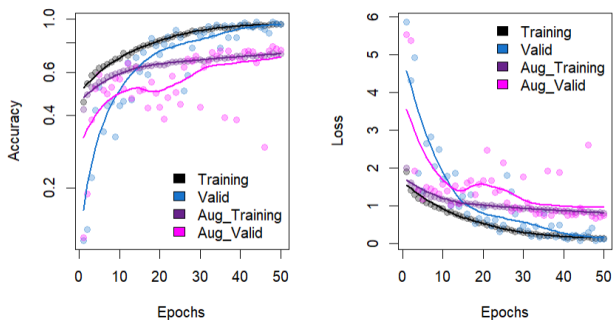 Accuracy
1.0
0.6
0.4
0.2
Training
Valid
Aug_Training
Aug_Valid
0 10 20 30 40 50
Epochs
Loss
6
5
4
3
2
1
0
Training
Valid
Aug_Training
Aug_Valid
0 10 20 30 40 50
Epochs